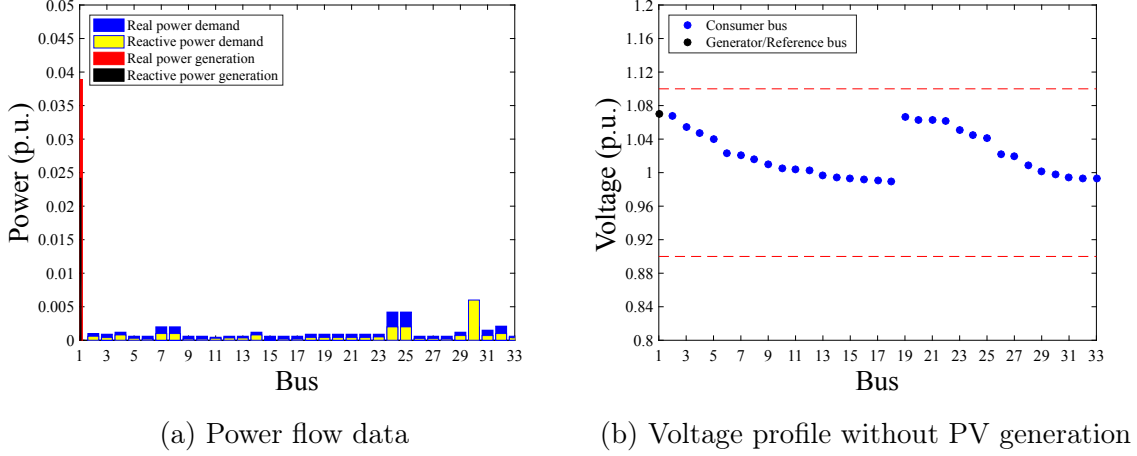 0.05
0.045
0.04
0.035
0.03
0.025
0.02
0.015
0.01
0.005
0
Power (p.u.)
Real power demand
Reactive power demand
Real power generation
Reactive power generation
1 3 5 7 9 11 13 15 17 19 21 23 25 27 29 31 33
Bus
(a) Power flow data
1.2
1.16
1.12
1.08
1.04
1
0.96
0.92
0.88
0.84
0.8
Voltage (p.u.)
Consumer bus
Generator/Reference bus
1 3 5 7 9 11 13 15 17 19 21 23 25 27 29 31 33
Bus
(b) Voltage profile without PV generation